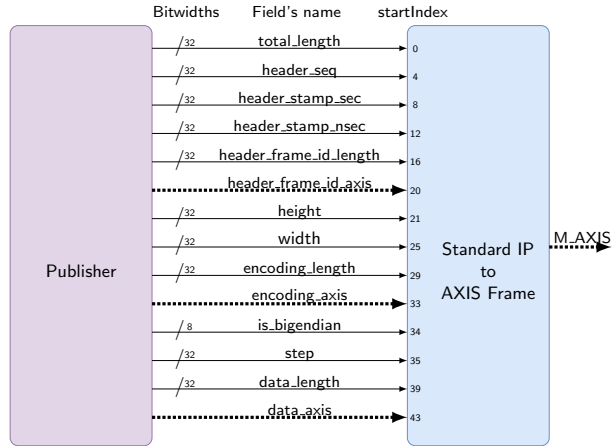 Bitwidths Field's name startIndex
32 total_length 0
32 header_seq 4
32 header_stamp_sec 8
32 header_stamp_nsec 12
32 header_frame_id_length 16
header_frame_id_axis 20
32 height 21
32 width 25
32 encoding_length 29
encoding_axis 33
8 is_bigendian 34
32 step 35
32 data_length 39
data_axis 43
Publisher
Standard IP
to
AXIS Frame
M_AXIS